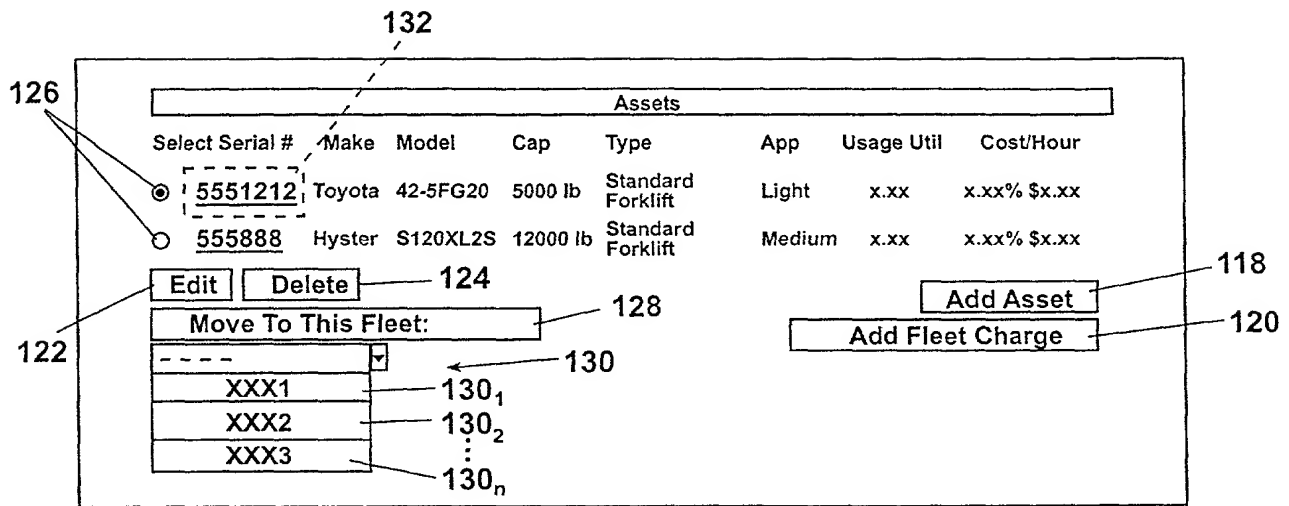 132
126
Assets
Select Serial # Make Model Cap Type App Usage Util Cost/Hour
5551212 Toyota 42-5FG20 5000 lb Standard Forklift Light x.xx x.xx% $x.xx
555888 Hyster S120XL2S 12000 lb Standard Forklift Medium x.xx x.xx% $x.xx
Edit Delete 124 118
Add Asset
Move To This Fleet: 128
Add Fleet Charge 120
122
- - - - 130
XXX1 130₁
XXX2 130₂
XXX3
130ₙ